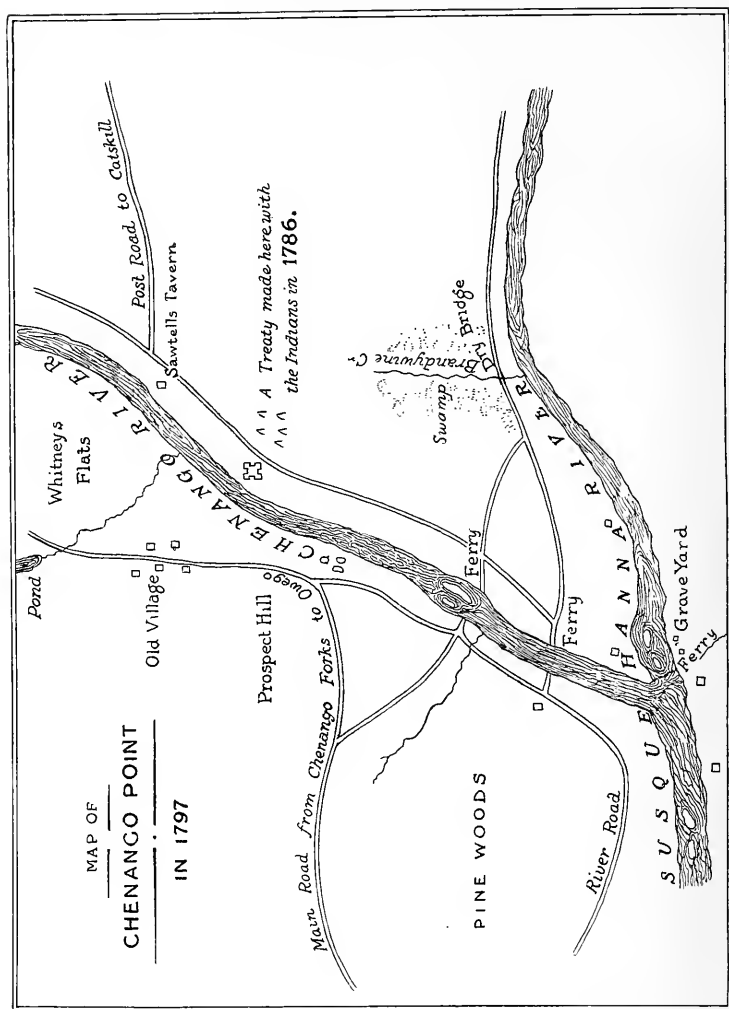 MAP OF
CHENANGO POINT
IN 1797
Pond
Whitneys
Flats
Old Village
Prospect Hill
Main Road from Chenango Forks to Owego
CHENANGO RIVER
Post Road to Catskill
Sawtells Tavern
A Treaty made here with
the Indians in 1786.
PINE WOODS
River Road
Ferry
Ferry
Swamp
Brandywine Cr
Dry Bridge
SUSQUEHANNA RIVER
Grave Yard
Ferry